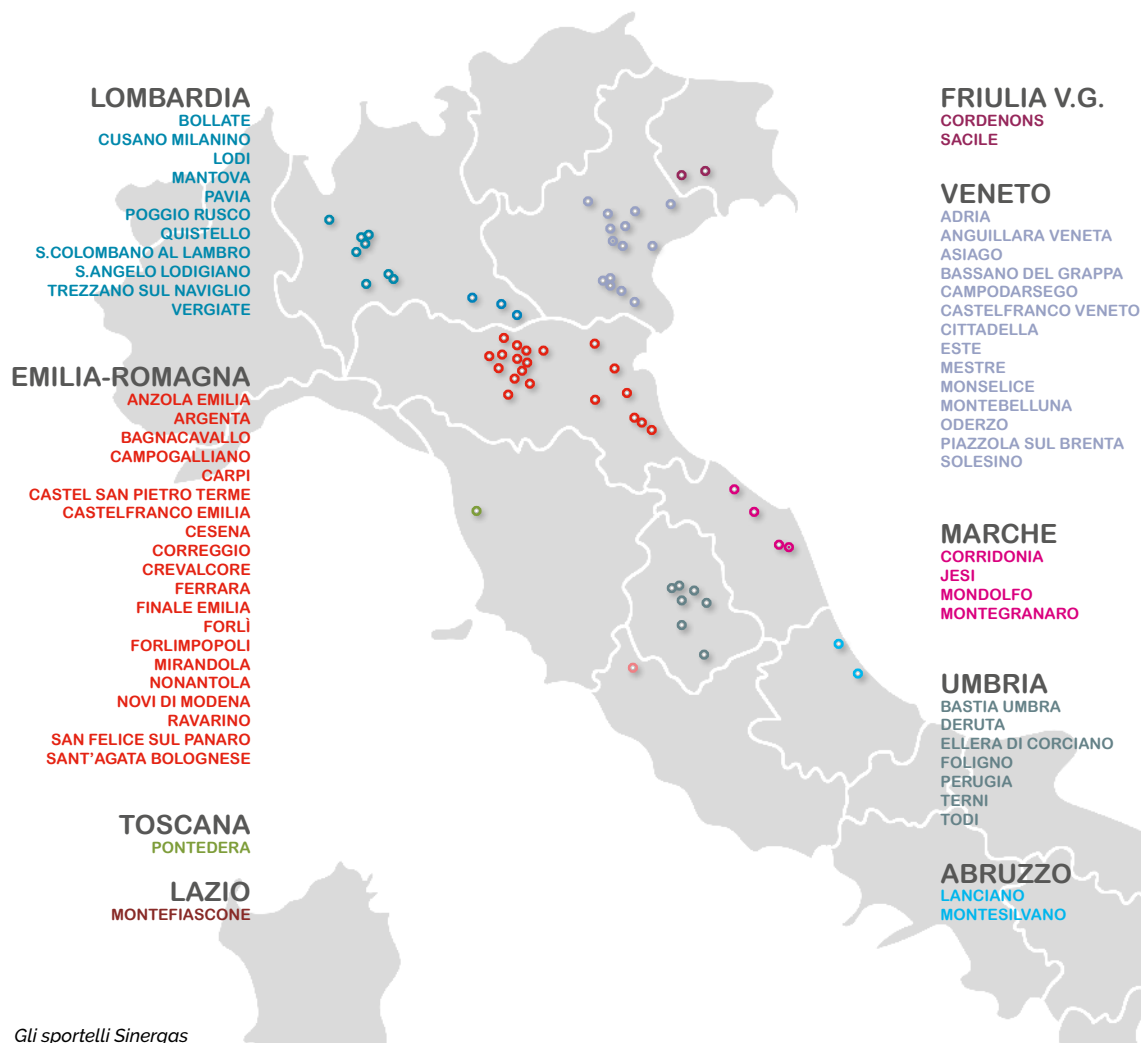 LOMBARDIA
BOLLATE
CUSANO MILANINO
LODI
MANTOVA
PAVIA
POGGIO RUSCO
QUISTELLO
S.COLOMBANO AL LAMBRO
S.ANGELO LODIGIANO
TREZZANO SUL NAVIGLIO
VERGIATE
EMILIA-ROMAGNA
ANZOLA EMILIA
ARGENTA
BAGNACAVALLO
CAMPOGALLIANO
CARPI
CASTEL SAN PIETRO TERME
CASTELFRANCO EMILIA
CESENA
CORREGGIO
CREVALCORE
FERRARA
FINALE EMILIA
FORLÌ
FORLIMPOPOLI
MIRANDOLA
NONANTOLA
NOVI DI MODENA
RAVARINO
SAN FELICE SUL PANARO
SANT'AGATA BOLOGNESE
TOSCANA
PONTEDERA
LAZIO
MONTEFIASCONE
FRIULIA V.G.
CORDENONS
SACILE
VENETO
ADRIA
ANGUILLARA VENETA
ASIAGO
BASSANO DEL GRAPPA
CAMPODARSEGO
CASTELFRANCO VENETO
CITTADELLA
ESTE
MESTRE
MONSELICE
MONTEBELLUNA
ODERZO
PIAZZOLA SUL BRENTA
SOLESINO
MARCHE
CORRIDONIA
JESI
MONDOLFO
MONTEGRANARO
UMBRIA
BASTIA UMBRA
DERUTA
ELLERA DI CORCIANO
FOLIGNO
PERUGIA
TERNI
TODI
ABRUZZO
LANCIANO
MONTESILVANO
Gli sportelli Sinergas